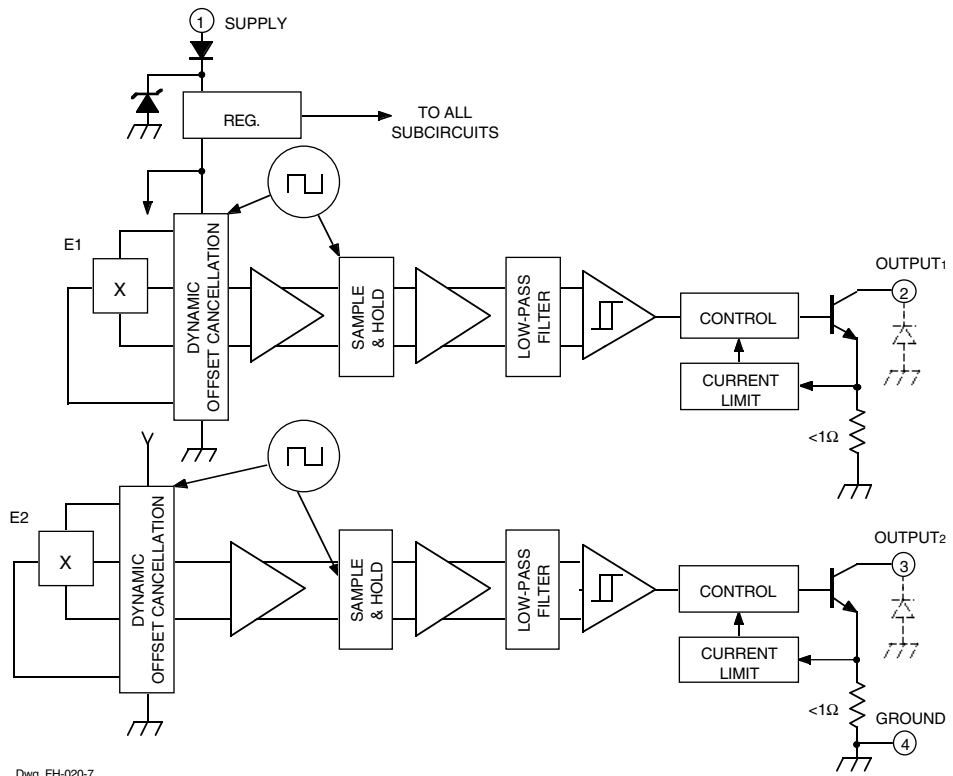 1 SUPPLY
REG.
TO ALL
SUBCIRCUITS
E1
X
DYNAMIC
OFFSET CANCELLATION
SAMPLE
& HOLD
LOW-PASS
FILTER
CONTROL
CURRENT
LIMIT
OUTPUT1
2
<1Ω
E2
X
DYNAMIC
OFFSET CANCELLATION
SAMPLE
& HOLD
LOW-PASS
FILTER
CONTROL
CURRENT
LIMIT
OUTPUT2
3
<1Ω
GROUND
4
Dwg. FH-020-7